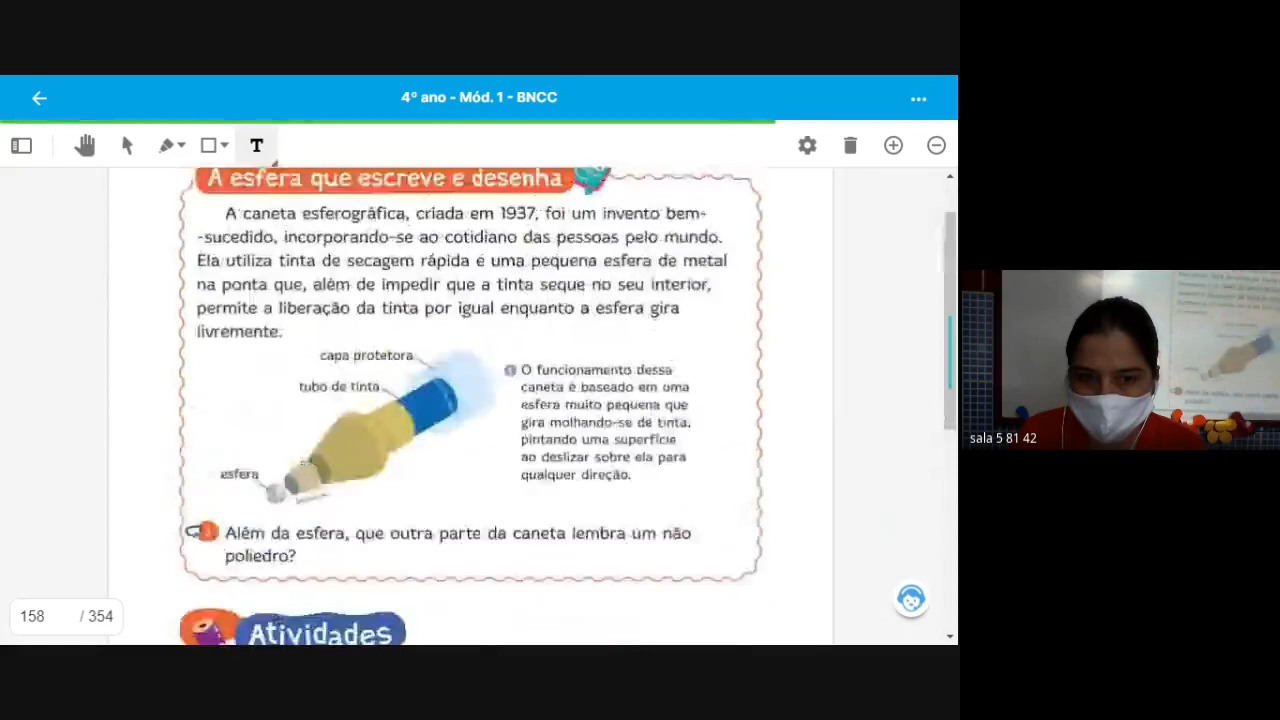 4º ano - Mód. 1 - BNCC
T
A esfera que escreve e desenha
A caneta esferográfica, criada em 1937, foi um invento bem-
-sucedido, incorporando-se ao cotidiano das pessoas pelo mundo.
Ela utiliza tinta de secagem rápida e uma pequena esfera de metal
na ponta que, além de impedir que a tinta seque no seu interior,
permite a liberação da tinta por igual enquanto a esfera gira
livremente.
capa protetora
tubo de tinta
esfera
O funcionamento dessa
caneta é baseado em uma
esfera muito pequena que
gira molhando-se de tinta,
pintando uma superfície
ao deslizar sobre ela para
qualquer direção.
Além da esfera, que outra parte da caneta lembra um não
poliedro?
Atividades
158 / 354
sala 5 81 42